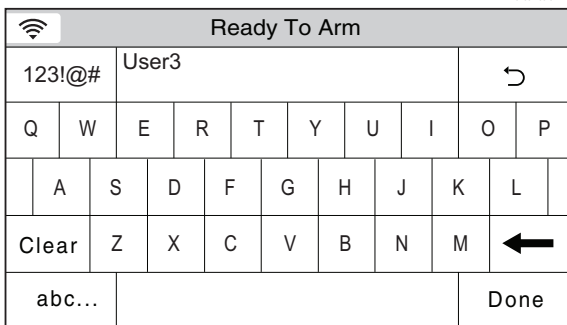 Ready To Arm
123!@# User3
Q W E R T Y U I O P
A S D F G H J K L
Clear Z X C V B N M
abc... Done